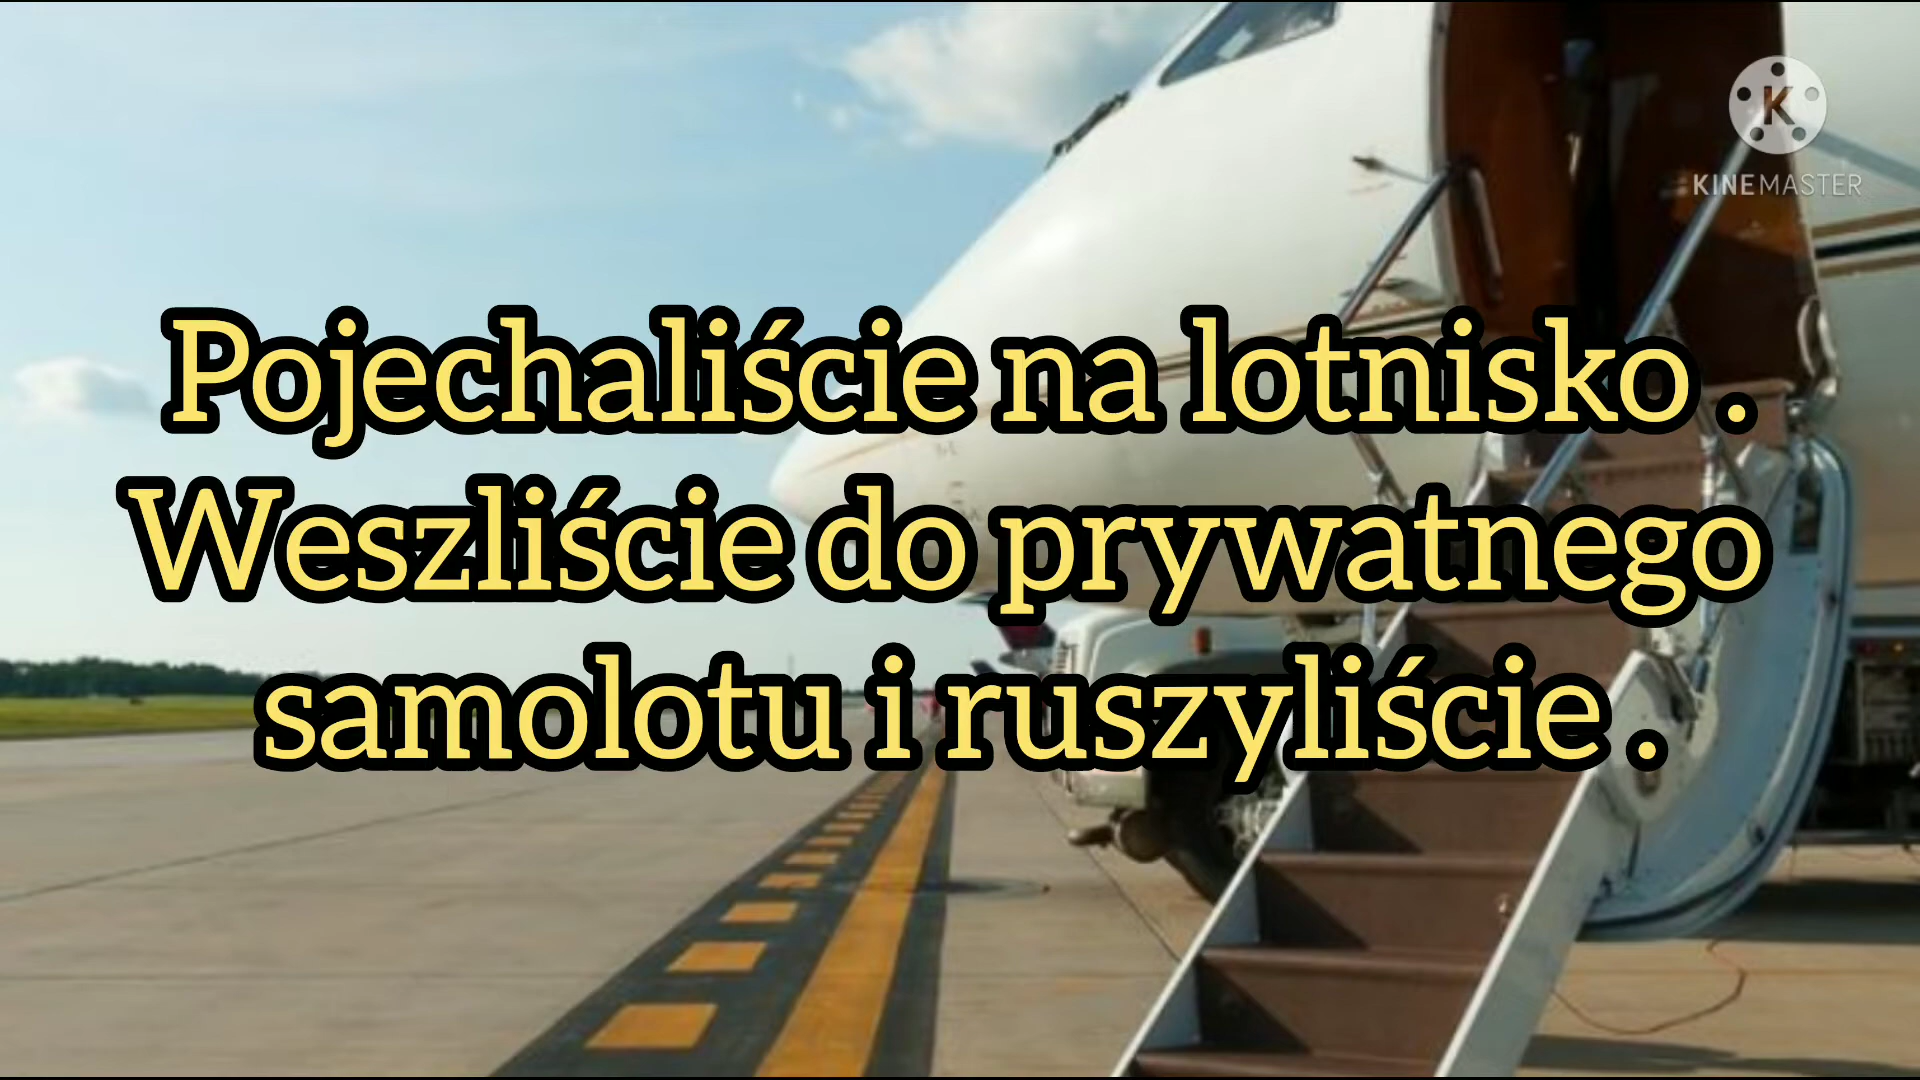 K
KINEMASTER
Pojechaliście na lotnisko .
Weszliście do prywatnego
samolotu i ruszyliście .